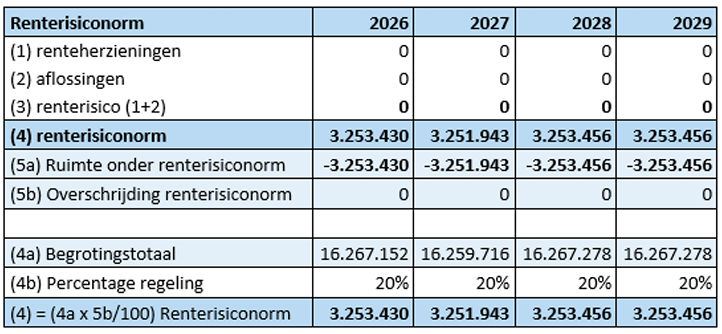 Renterisiconorm 2026 2027 2028 2029
(1) renteherzieningen 0 0 0 0
(2) aflossingen 0 0 0 0
(3) renterisico (1+2) 0 0 0 0
(4) renterisiconorm 3.253.430 3.251.943 3.253.456 3.253.456
(5a) Ruimte onder renterisiconorm -3.253.430 -3.251.943 -3.253.456 -3.253.456
(5b) Overschrijding renterisiconorm 0 0 0 0
(4a) Begrotingstotaal 16.267.152 16.259.716 16.267.278 16.267.278
(4b) Percentage regeling 20% 20% 20% 20%
(4) = (4a x 5b/100) Renterisiconorm 3.253.430 3.251.943 3.253.456 3.253.456